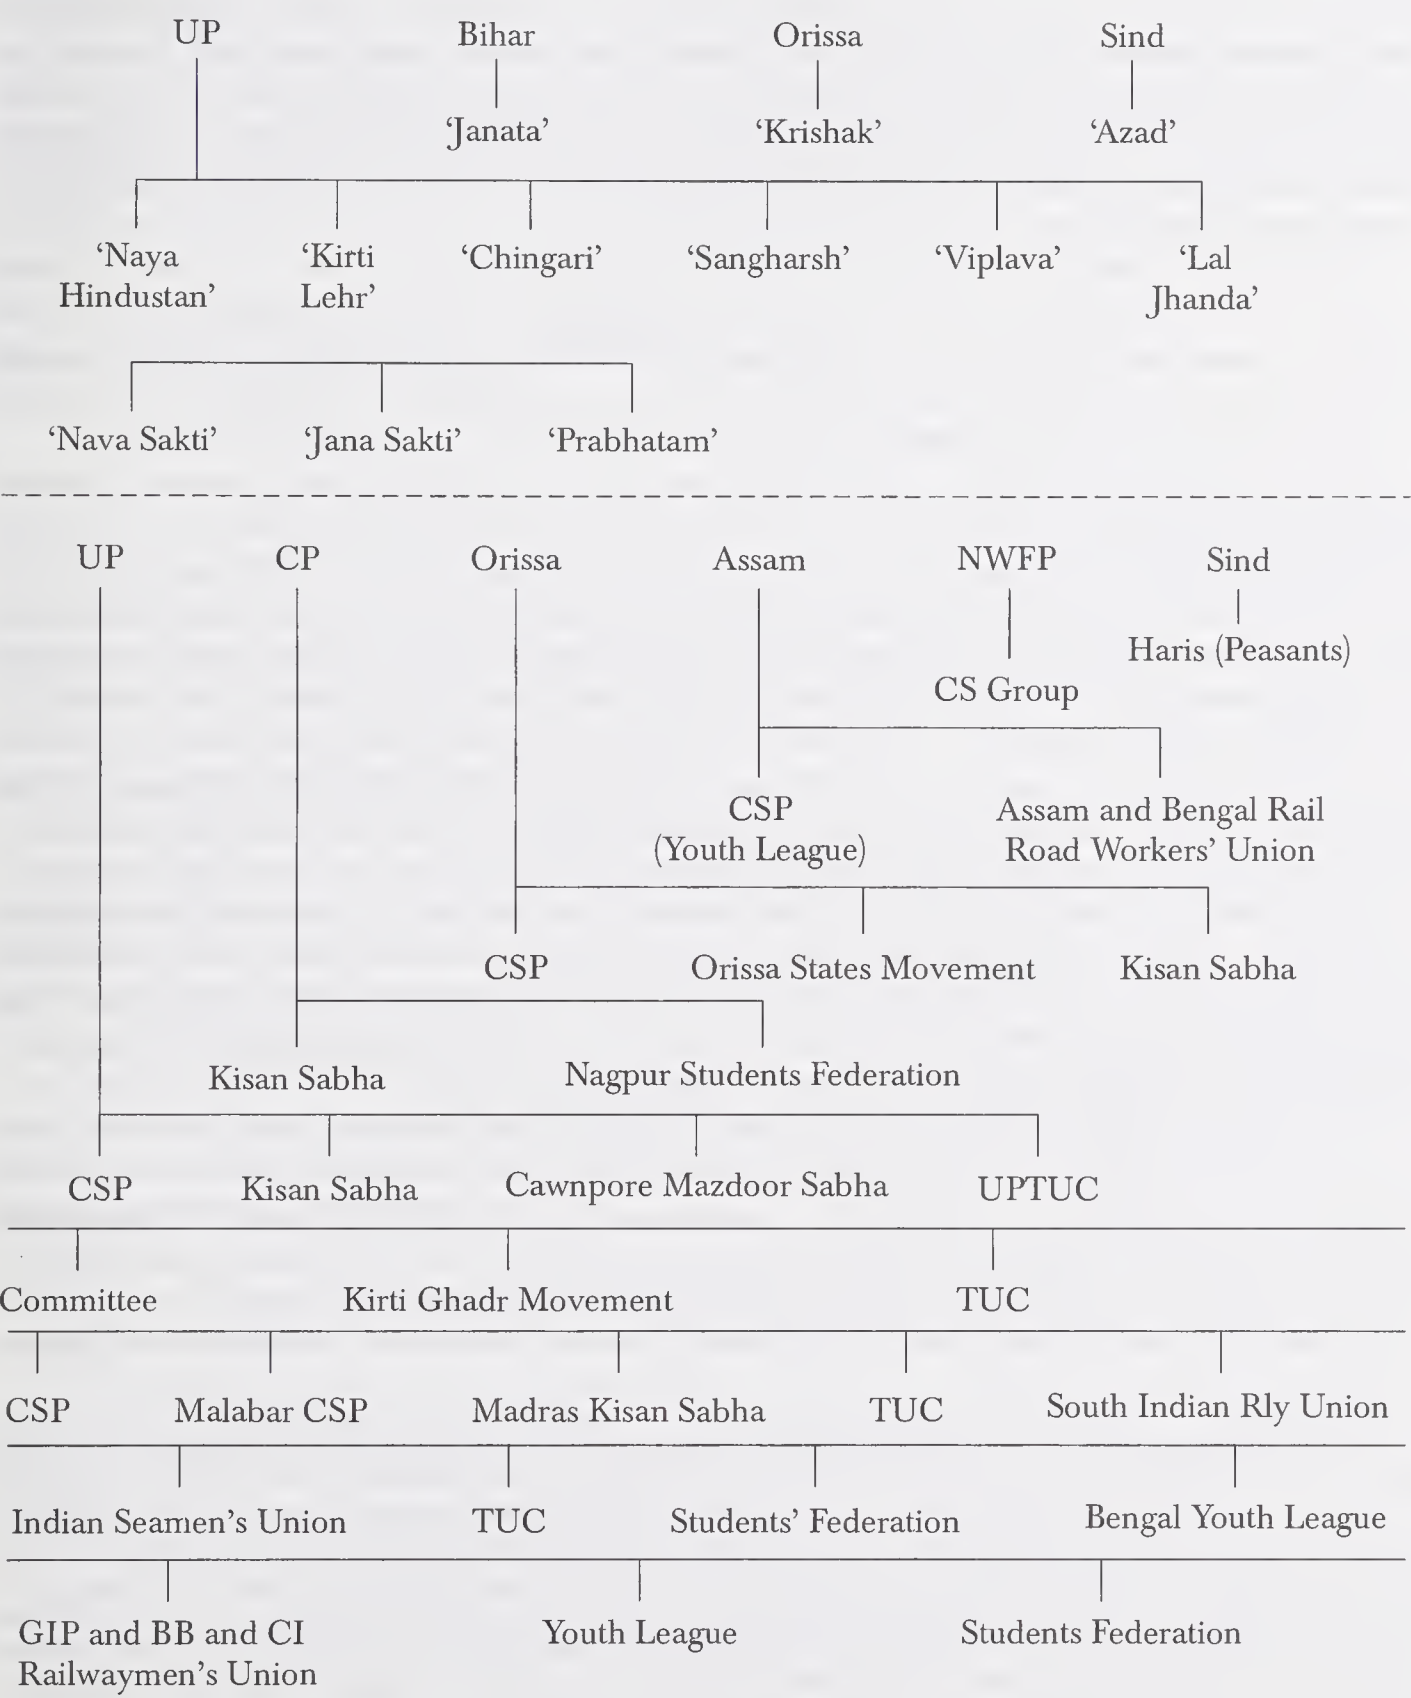 UP Bihar Orissa Sind
‘Janata’ ‘Krishak’ ‘Azad’
‘Naya ‘Kirti ‘Chingari’ ‘Sangharsh’ ‘Viplava’ ‘Lal
Hindustan’ Lehr’ Jhanda’
‘Nava Sakti’ ‘Jana Sakti’ ‘Prabhatam’
UP CP Orissa Assam NWFP Sind
Haris (Peasants)
CS Group
CSP Assam and Bengal Rail
(Youth League) Road Workers’ Union
CSP Orissa States Movement Kisan Sabha
Kisan Sabha Nagpur Students Federation
CSP Kisan Sabha Cawnpore Mazdoor Sabha UPTUC
Committee Kirti Ghadr Movement TUC
CSP Malabar CSP Madras Kisan Sabha TUC South Indian Rly Union
Indian Seamen’s Union TUC Students’ Federation Bengal Youth League
GIP and BB and CI Youth League Students Federation
Railwaymen’s Union